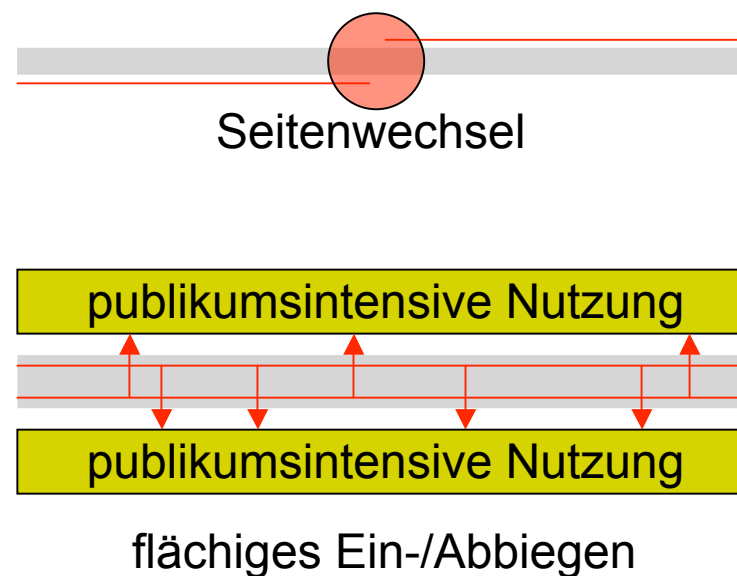 Seitenwechsel
publikumsintensive Nutzung
publikumsintensive Nutzung
flächiges Ein-/Abbiegen